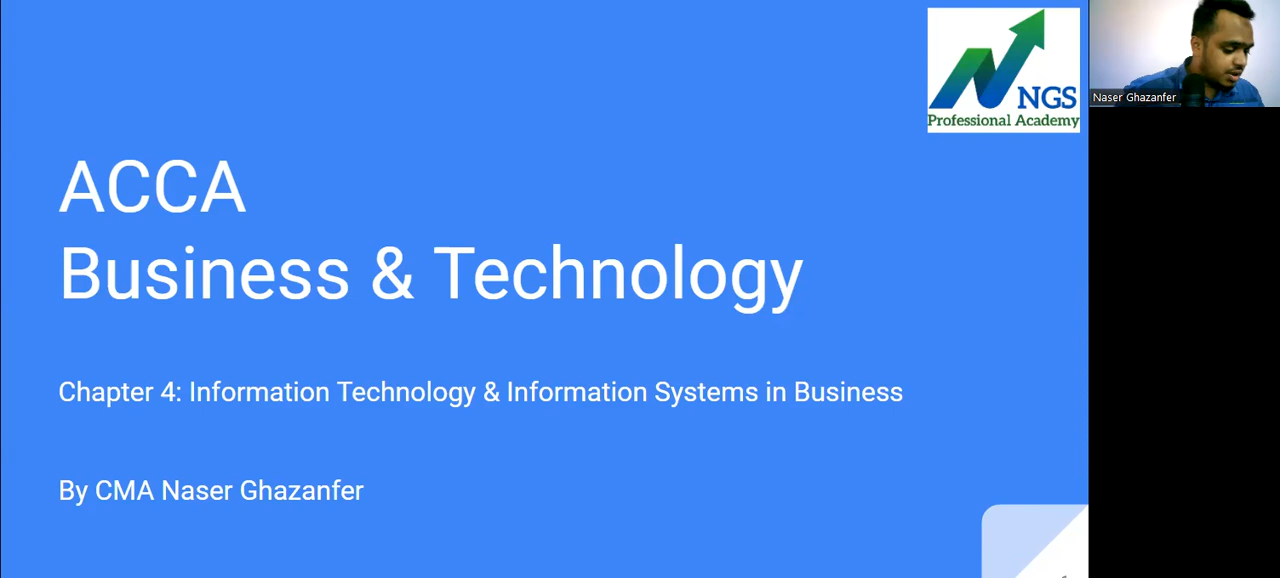 NGS
Professional Academy
Naser Ghazanfer
ACCA
Business & Technology
Chapter 4: Information Technology & Information Systems in Business
By CMA Naser Ghazanfer